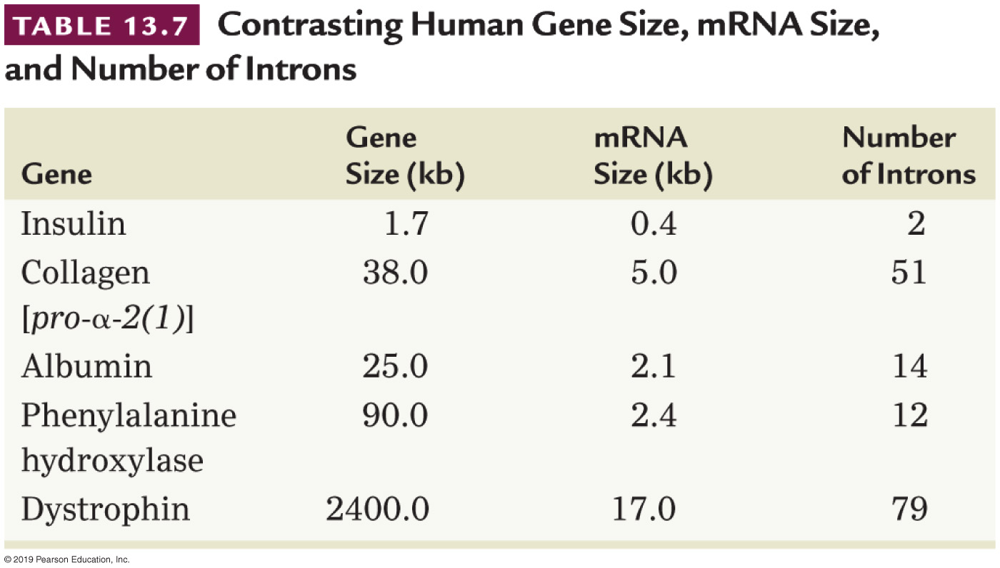 TABLE 13.7 Contrasting Human Gene Size, mRNA Size,
and Number of Introns
Gene Gene Size (kb) mRNA Size (kb) Number of Introns
Insulin 1.7 0.4 2
Collagen 38.0 5.0 51
[pro-α-2(1)]
Albumin 25.0 2.1 14
Phenylalanine 90.0 2.4 12
hydroxylase
Dystrophin 2400.0 17.0 79
© 2019 Pearson Education, Inc.